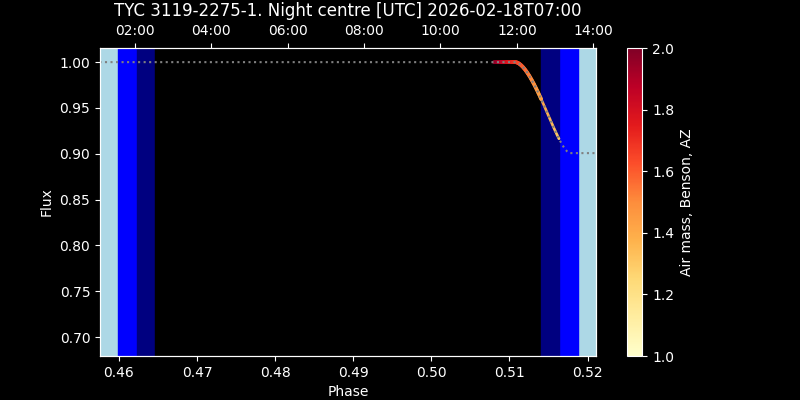 TYC 3119-2275-1. Night centre [UTC] 2026-02-18T07:00
02:00 04:00 06:00 08:00 10:00 12:00 14:00
1.00
0.95
0.90
0.85
0.80
0.75
0.70
Flux
0.46 0.47 0.48 0.49 0.50 0.51 0.52
Phase
2.0
1.8
1.6
1.4
1.2
1.0
Air mass, Benson, AZ